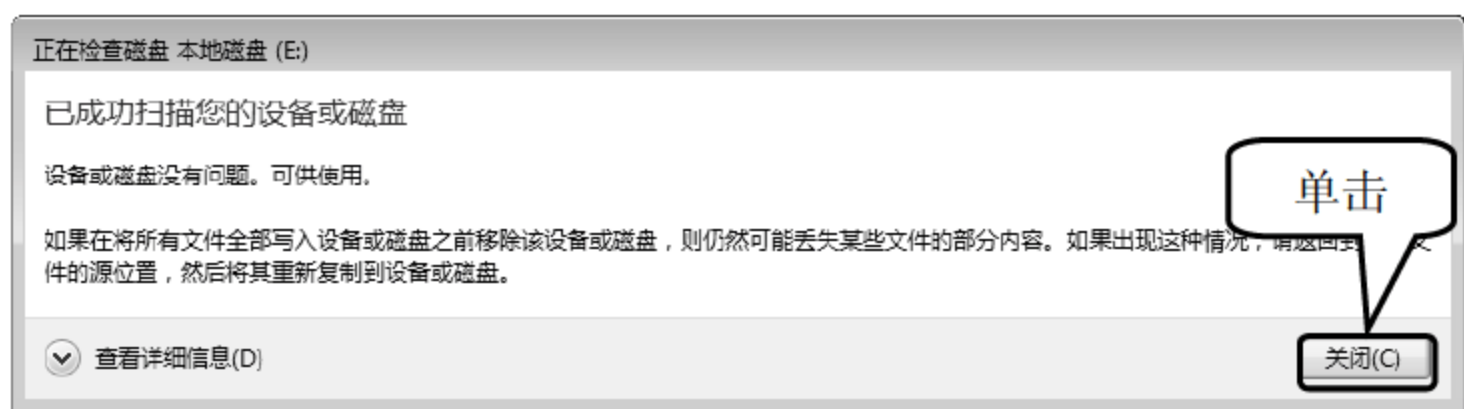 正在检查磁盘 本地磁盘 (E:)
已成功扫描您的设备或磁盘
设备或磁盘没有问题。可供使用。
单击
如果在将所有文件全部写入设备或磁盘之前移除该设备或磁盘，则仍然可能丢失某些文件的部分内容。如果出现这种情况，请返回到文
件的源位置，然后将其重新复制到设备或磁盘。
查看详细信息(D)
关闭(C)